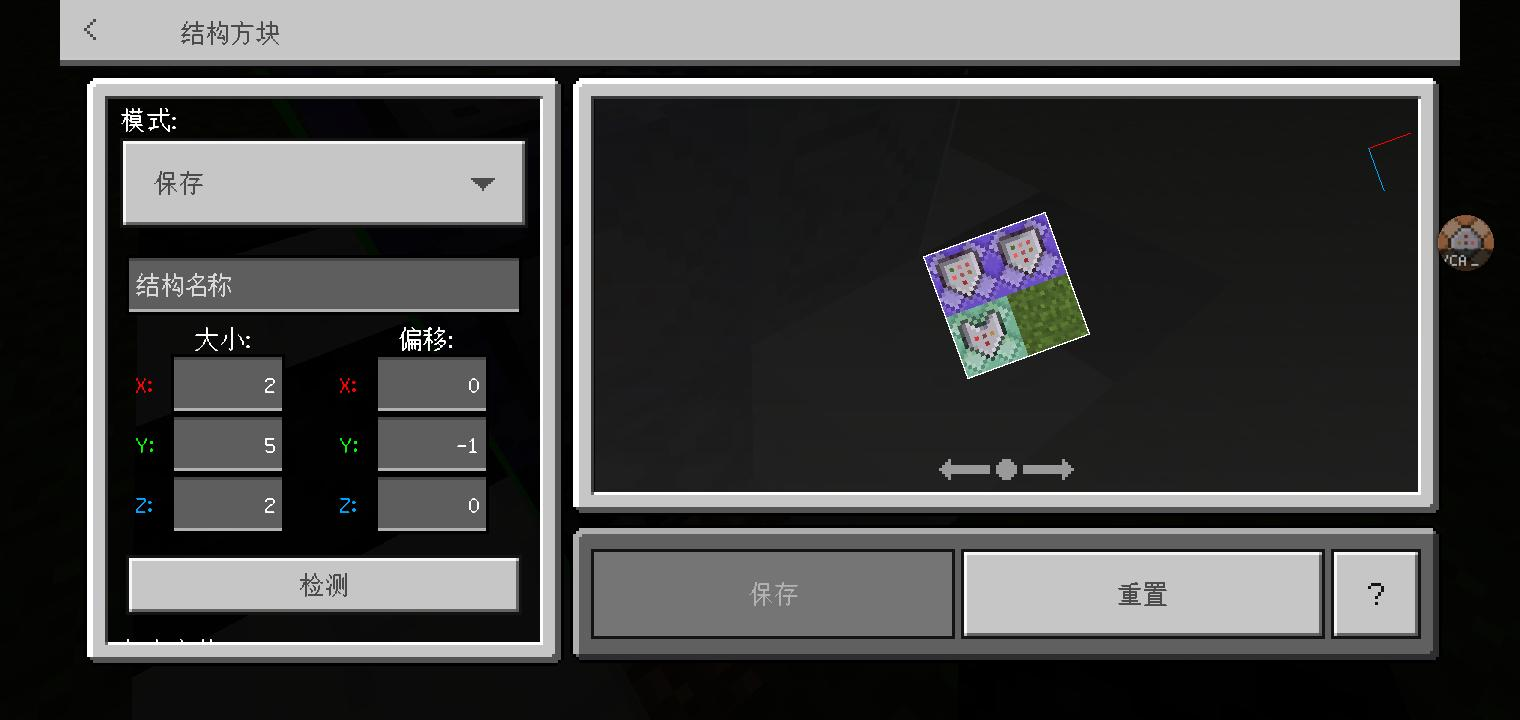 结构方块
模式:
保存
结构名称
大小: 偏移:
X: 2 X: 0
Y: 5 Y: -1
Z: 2 Z: 0
检测
保存 重置 ?
/CA _